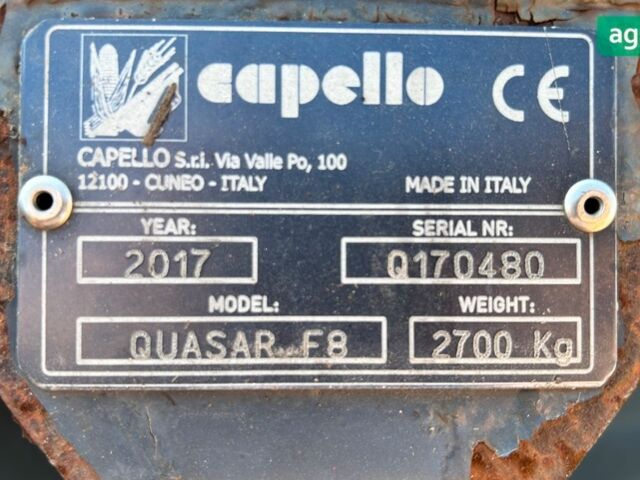 ag
capello
CE
CAPELLO S.r.l. Via Valle Po, 100
12100 - CUNEO - ITALY
MADE IN ITALY
YEAR:
SERIAL NR:
2017
Q170480
MODEL:
WEIGHT:
QUASAR F8
2700 Kg